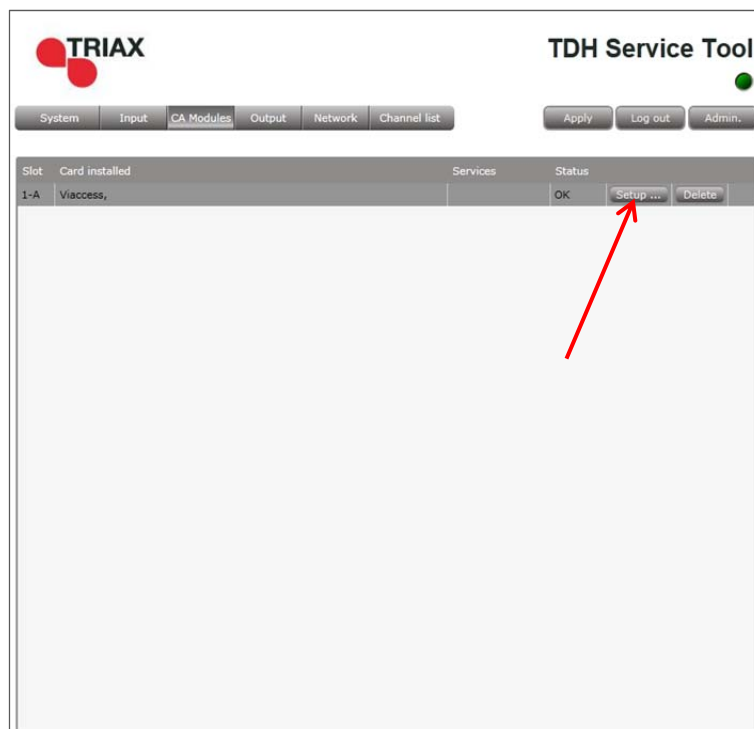 TRIAX
TDH Service Tool
System Input CA Modules Output Network Channel list Apply Log out Admin.
Slot Card installed Services Status
1-A Viaccess, OK Setup ... Delete